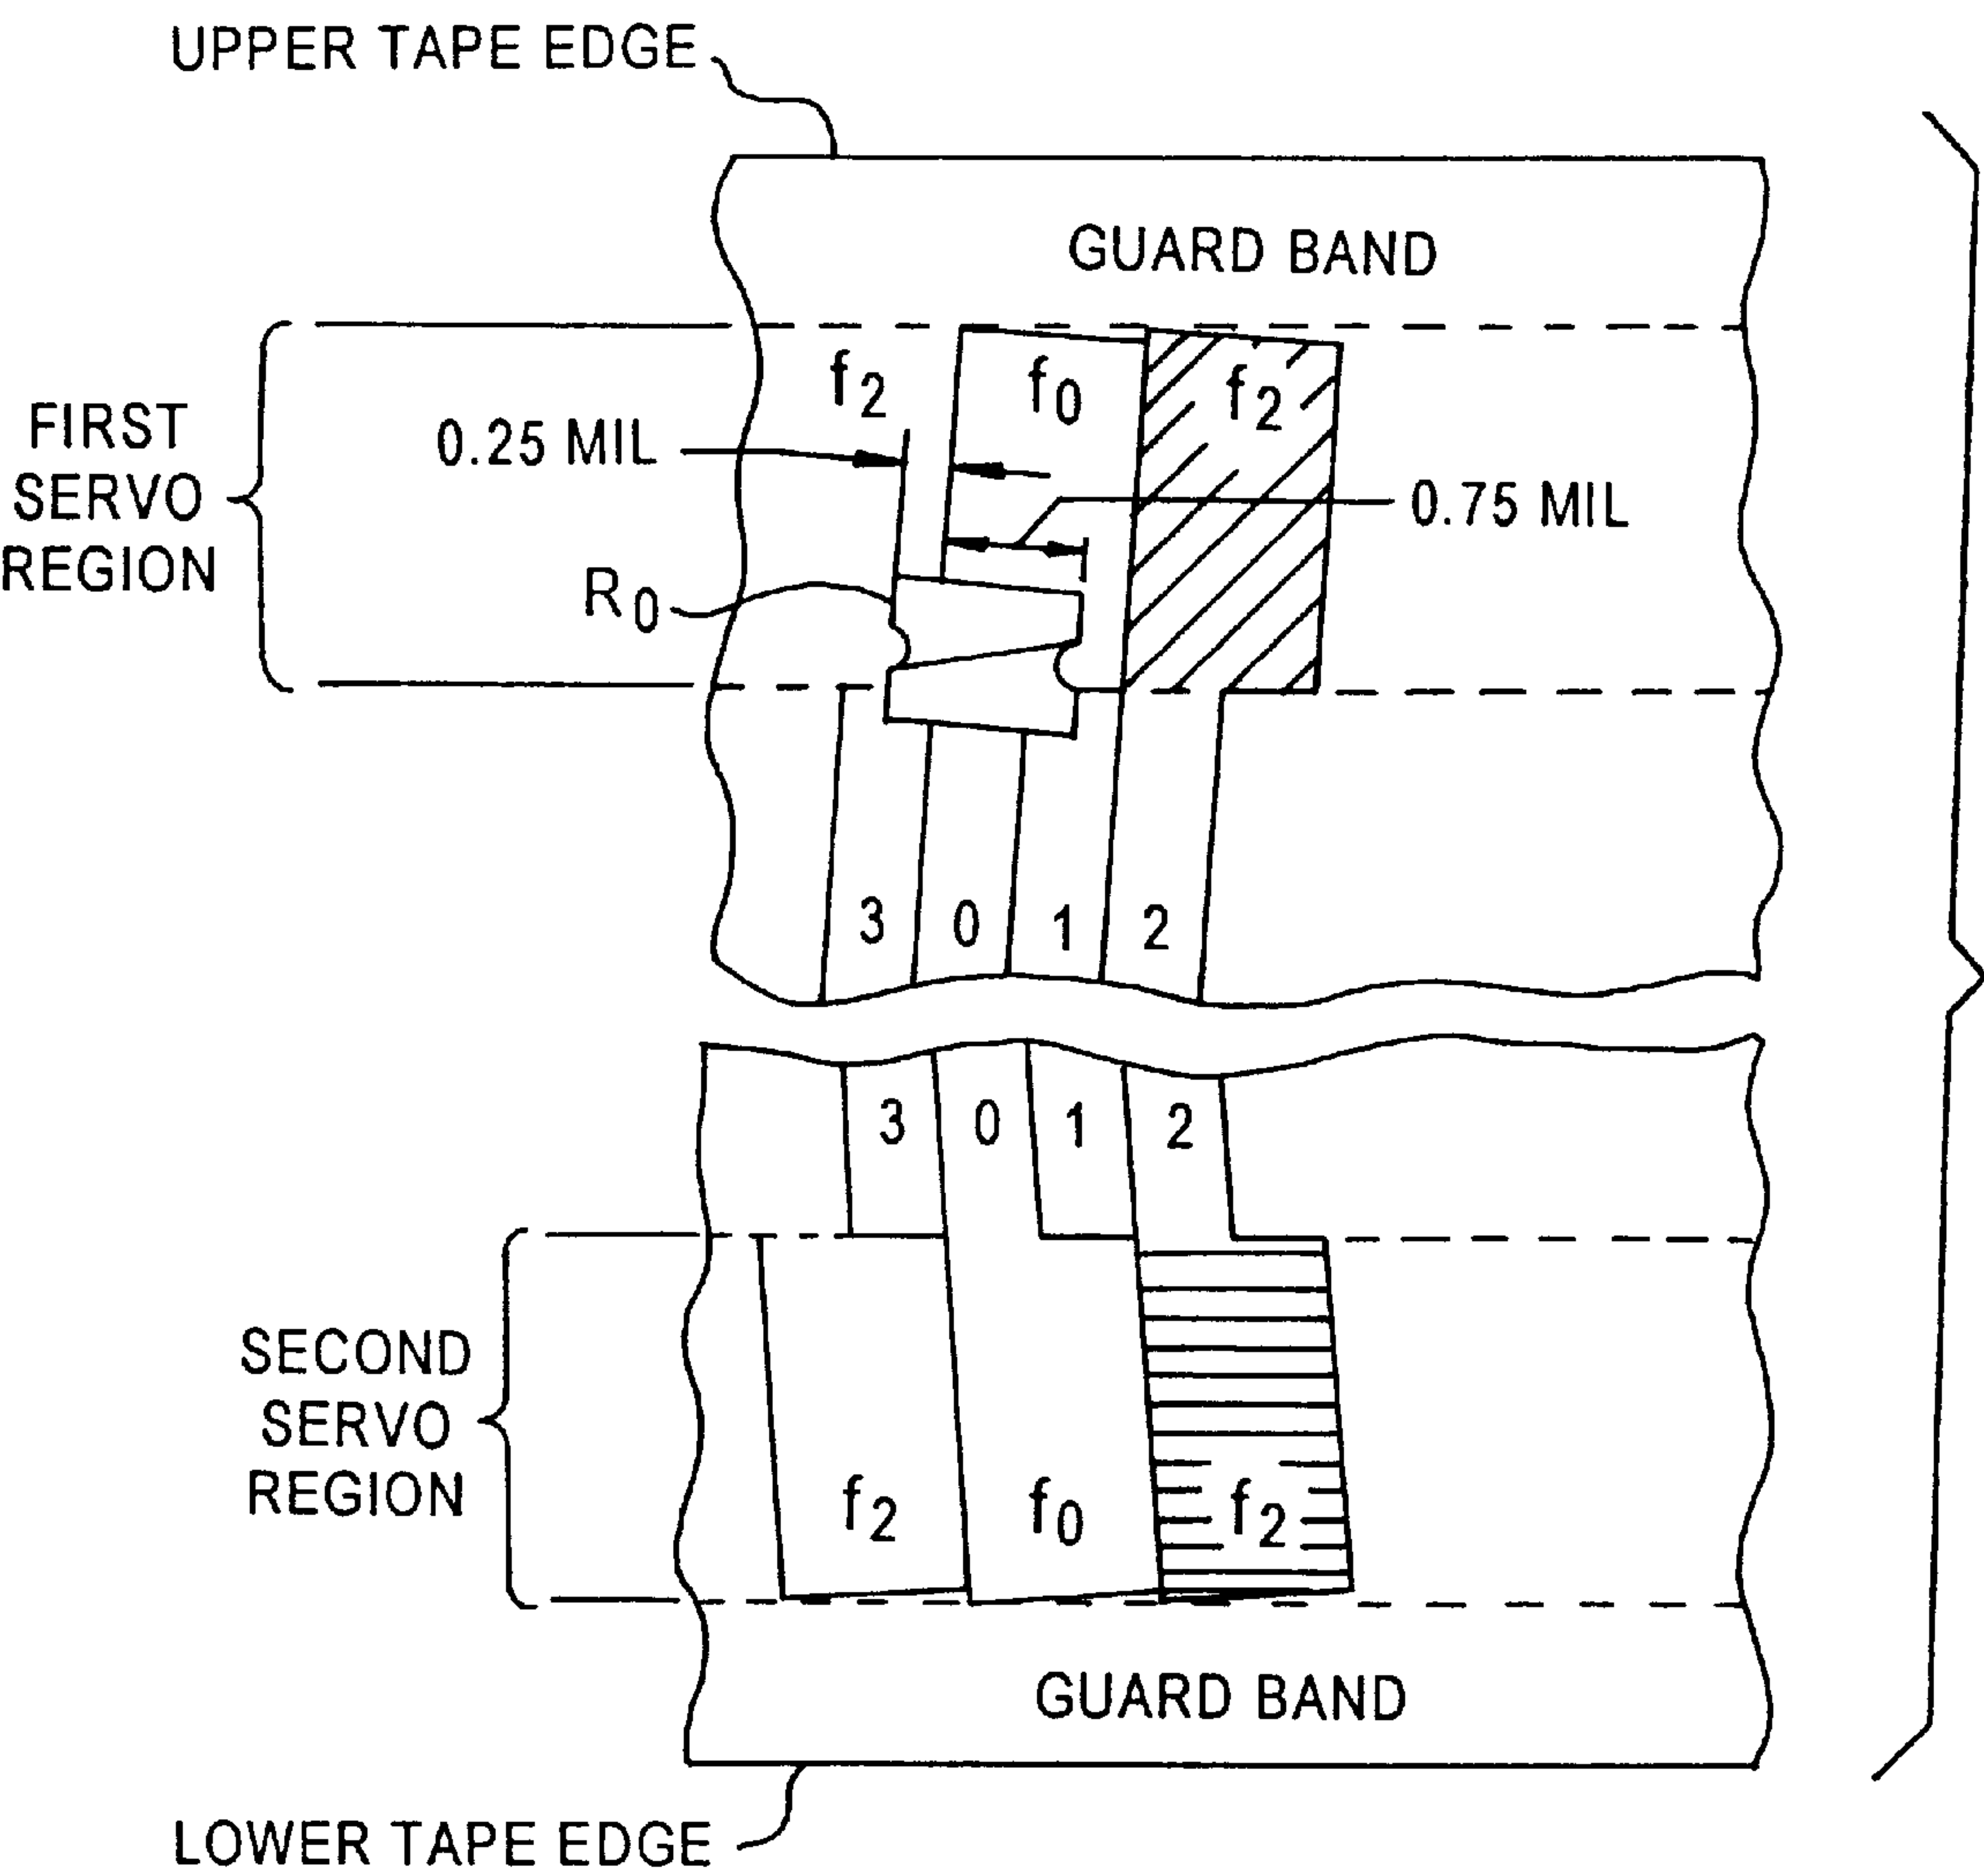 UPPER TAPE EDGE
GUARD BAND
f2 f0 f2
FIRST
SERVO
REGION
0.25 MIL
0.75 MIL
R0
3 0 1 2
3 0 1 2
SECOND
SERVO
REGION
f2 f0 f2
GUARD BAND
LOWER TAPE EDGE